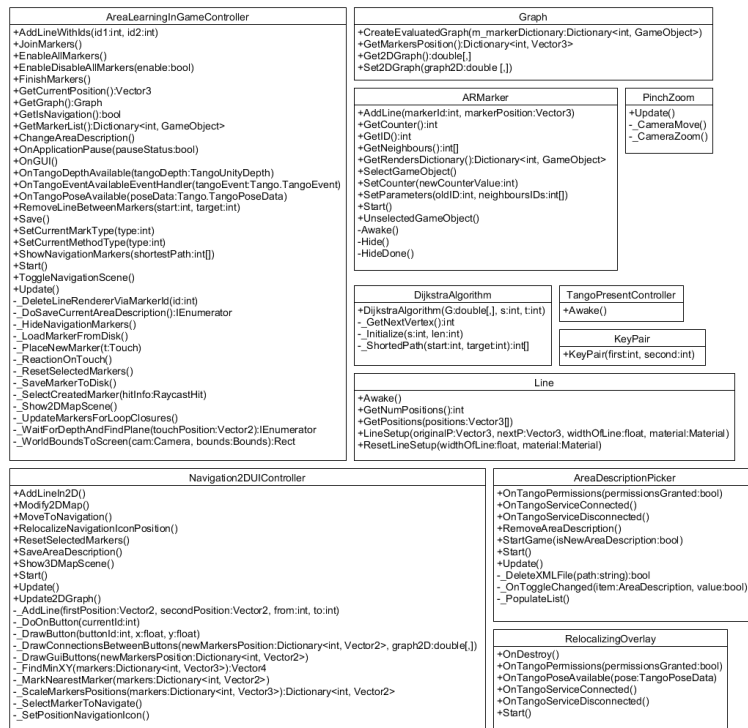 AreaLearningInGameController
+AddLineWithIds(id1:int, id2:int)
+JoinMarkers()
+EnableAllMarkers()
+EnableDisableAllMarkers(enable:bool)
+FinishMarkers()
+GetCurrentPosition():Vector3
+GetGraph():Graph
+GetIsNavigation():bool
+GetMarkerList():Dictionary<int, GameObject>
+ChangeAreaDescription()
+OnApplicationPause(pauseStatus:bool)
+OnGUI()
+OnTangoDepthAvailable(tangoDepth:TangoUnityDepth)
+OnTangoEventAvailableEventHandler(tangoEvent:Tango.TangoEvent)
+OnTangoPoseAvailable(poseData:Tango.TangoPoseData)
+RemoveLineBetweenMarkers(start:int, target:int)
+Save()
+SetCurrentMarkType(type:int)
+SetCurrentMethodType(type:int)
+ShowNavigationMarkers(shortestPath:int[])
+Start()
+ToggleNavigationScene()
+Update()
-_DeleteLineRendererViaMarkerId(id:int)
-_DoSaveCurrentAreaDescription():IEnumerator
-_HideNavigationMarkers()
-_LoadMarkerFromDisk()
-_PlaceNewMarker(t:Touch)
-_ReactionOnTouch()
-_ResetSelectedMarkers()
-_SaveMarkerToDisk()
-_SelectCreatedMarker(hitInfo:RaycastHit)
-_Show2DMapScene()
-_UpdateMarkersForLoopClosures()
-_WaitForDepthAndFindPlane(touchPosition:Vector2):IEnumerator
-_WorldBoundsToScreen(cam:Camera, bounds:Bounds):Rect
Graph
+CreateEvaluatedGraph(m_markerDictionary:Dictionary<int, GameObject>)
+GetMarkersPosition():Dictionary<int, Vector3>
+Get2DGraph():double[,]
+Set2DGraph(graph2D:double [,])
ARMarker
+AddLine(markerId:int, markerPosition:Vector3)
+GetCounter():int
+GetID():int
+GetNeighbours():int[]
+GetRendersDictionary():Dictionary<int, GameObject>
+SelectGameObject()
+SetCounter(newCounterValue:int)
+SetParameters(oldID:int, neighboursIDs:int[])
+Start()
+UnselectedGameObject()
-Awake()
-Hide()
-HideDone()
PinchZoom
+Update()
-_CameraMove()
-_CameraZoom()
DijkstraAlgorithm
+DijkstraAlgorithm(G:double[,], s:int, t:int)
-_GetNextVertex():int
-_Initialize(s:int, len:int)
-_ShortedPath(start:int, target:int):int[]
TangoPresentController
+Awake()
KeyPair
+KeyPair(first:int, second:int)
Line
+Awake()
+GetNumPositions():int
+GetPositions(positions:Vector3[])
+LineSetup(originalP:Vector3, nextP:Vector3, widthOfLine:float, material:Material)
+ResetLineSetup(widthOfLine:float, material:Material)
Navigation2DUIController
+AddLineIn2D()
+Modify2DMap()
+MoveToNavigation()
+RelocalizeNavigationIconPosition()
+ResetSelectedMarkers()
+SaveAreaDescription()
+Show3DMapScene()
+Start()
+Update()
+Update2DGraph()
-_AddLine(firstPosition:Vector2, secondPosition:Vector2, from:int, to:int)
-_DoOnButton(currentId:int)
-_DrawButton(buttonId:int, x:float, y:float)
-_DrawConnectionsBetweenButtons(newMarkersPosition:Dictionary<int, Vector2>, graph2D:double[,])
-_DrawGuiButtons(newMarkersPosition:Dictionary<int, Vector2>)
-_FindMinXY(markers:Dictionary<int, Vector3>):Vector4
-_MarkNearestMarker(markers:Dictionary<int, Vector2>)
-_ScaleMarkersPositions(markers:Dictionary<int, Vector3>):Dictionary<int, Vector2>
-_SelectMarkerToNavigate()
-_SetPositionNavigationIcon()
AreaDescriptionPicker
+OnTangoPermissions(permissionsGranted:bool)
+OnTangoServiceConnected()
+OnTangoServiceDisconnected()
+RemoveAreaDescription()
+StartGame(isNewAreaDescription:bool)
+Start()
+Update()
-_DeleteXMLFile(path:string):bool
-_OnToggleChanged(item:AreaDescription, value:bool)
-_PopulateList()
RelocalizingOverlay
+OnDestroy()
+OnTangoPermissions(permissionsGranted:bool)
+OnTangoPoseAvailable(pose:TangoPoseData)
+OnTangoServiceConnected()
+OnTangoServiceDisconnected()
+Start()